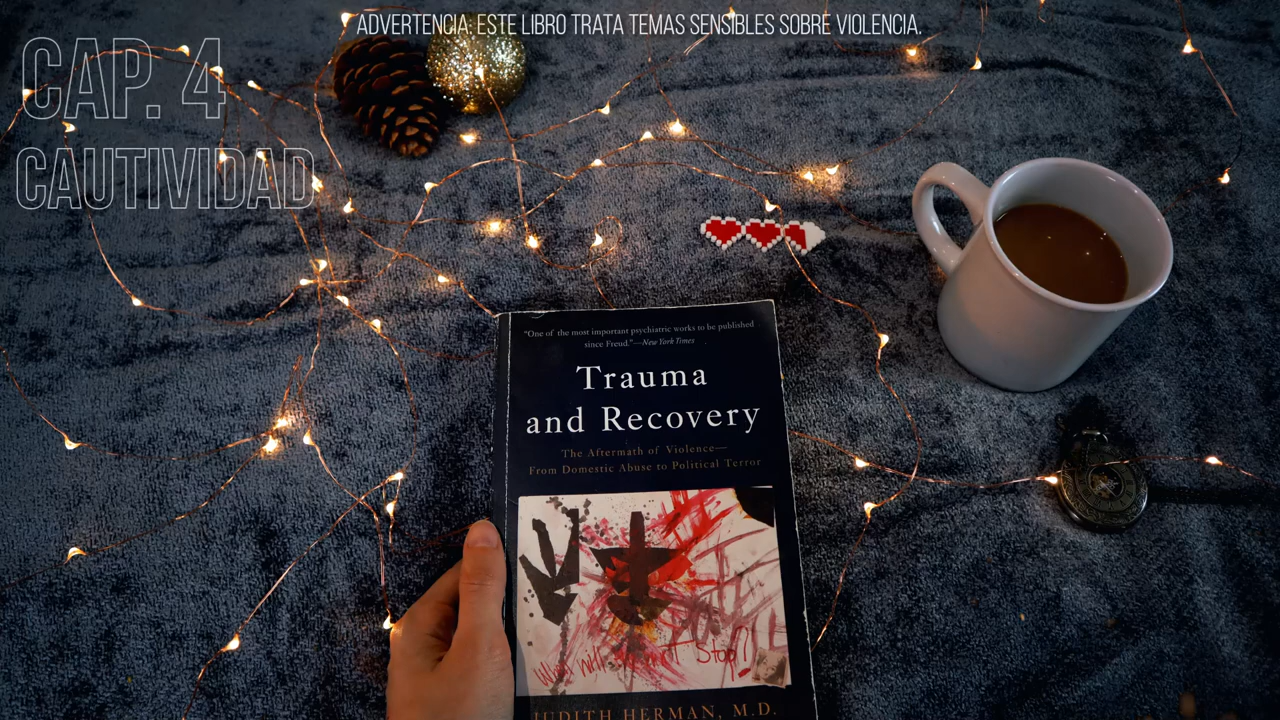 ADVERTENCIA: ESTE LIBRO TRATA TEMAS SENSIBLES SOBRE VIOLENCIA.
CAP. 4
CAUTIVIDAD
"One of the most important psychiatric works to be published
since Freud."—New York Times
Trauma
and Recovery
The Aftermath of Violence—
From Domestic Abuse to Political Terror
will
Stop?!
JUDITH HERMAN, M.D.